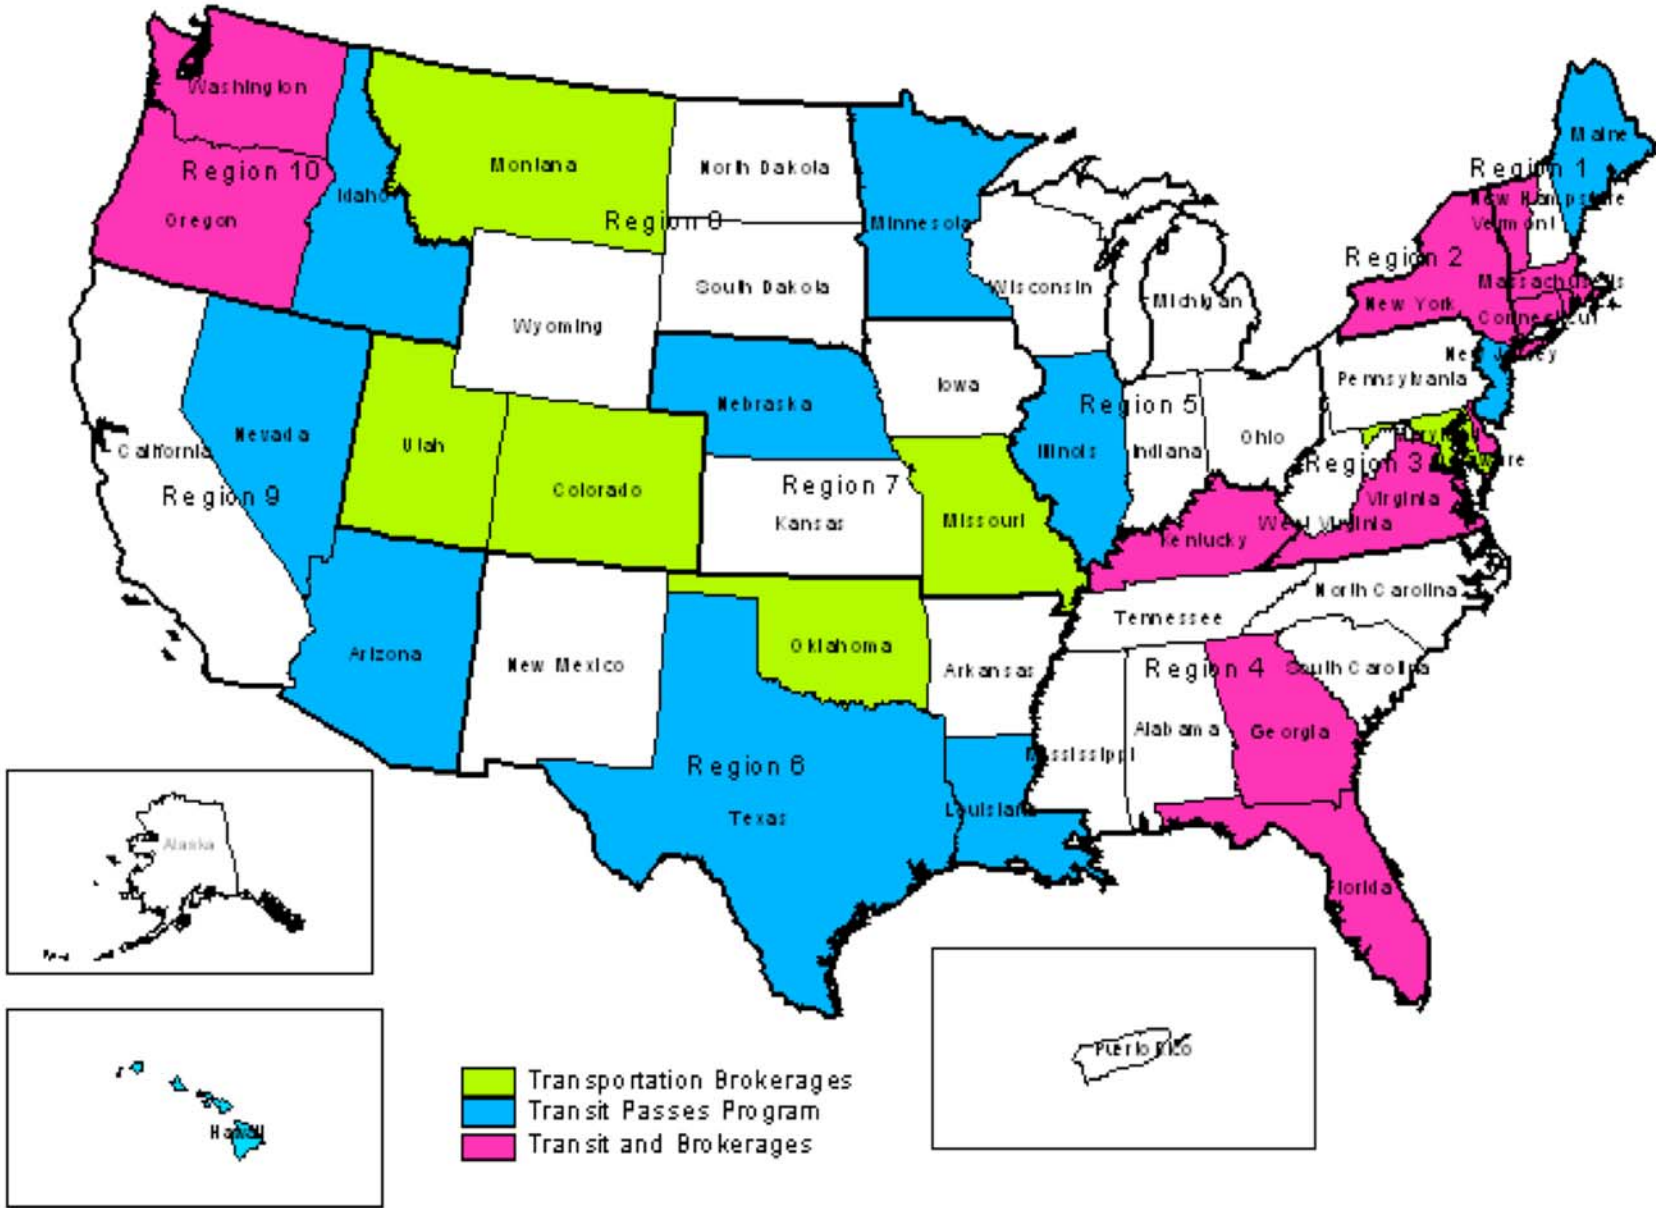 Washington
Maine
Montana
North Dakota
Region 1
Region 10
Idaho
New Hampshire
Oregon
Region 8
Minnesota
Vermont
Region 2
South Dakota
Wisconsin
Michigan
Massachusetts
New York
Connecticut
Wyoming
New Jersey
Pennsylvania
Iowa
Nebraska
Region 5
Nevada
Utah
Ohio
Maryland
California
Illinois
Indiana
Region 3
Delaware
Region 9
Colorado
Region 7
Virginia
Kansas
Missouri
West Virginia
Kentucky
North Carolina
Tennessee
Arizona
New Mexico
Oklahoma
Arkansas
Region 4
South Carolina
Alabama
Georgia
Mississippi
Region 6
Texas
Louisiana
Alaska
Florida
Puerto Rico
Hawaii
Transportation Brokerages
Transit Passes Program
Transit and Brokerages